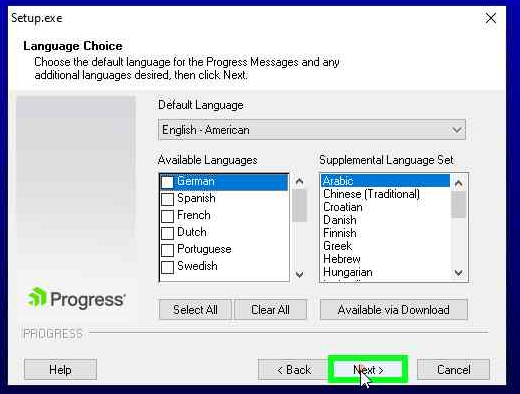 Setup.exe
Language Choice
Choose the default language for the Progress Messages and any
additional languages desired, then click Next.
Default Language
English - American
Available Languages
Supplemental Language Set
German
Spanish
French
Dutch
Portuguese
Swedish
Arabic
Chinese (Traditional)
Croatian
Danish
Finnish
Greek
Hebrew
Hungarian
Progress
Select All
Clear All
Available via Download
PROGRESS
Help
< Back
Next >
Cancel